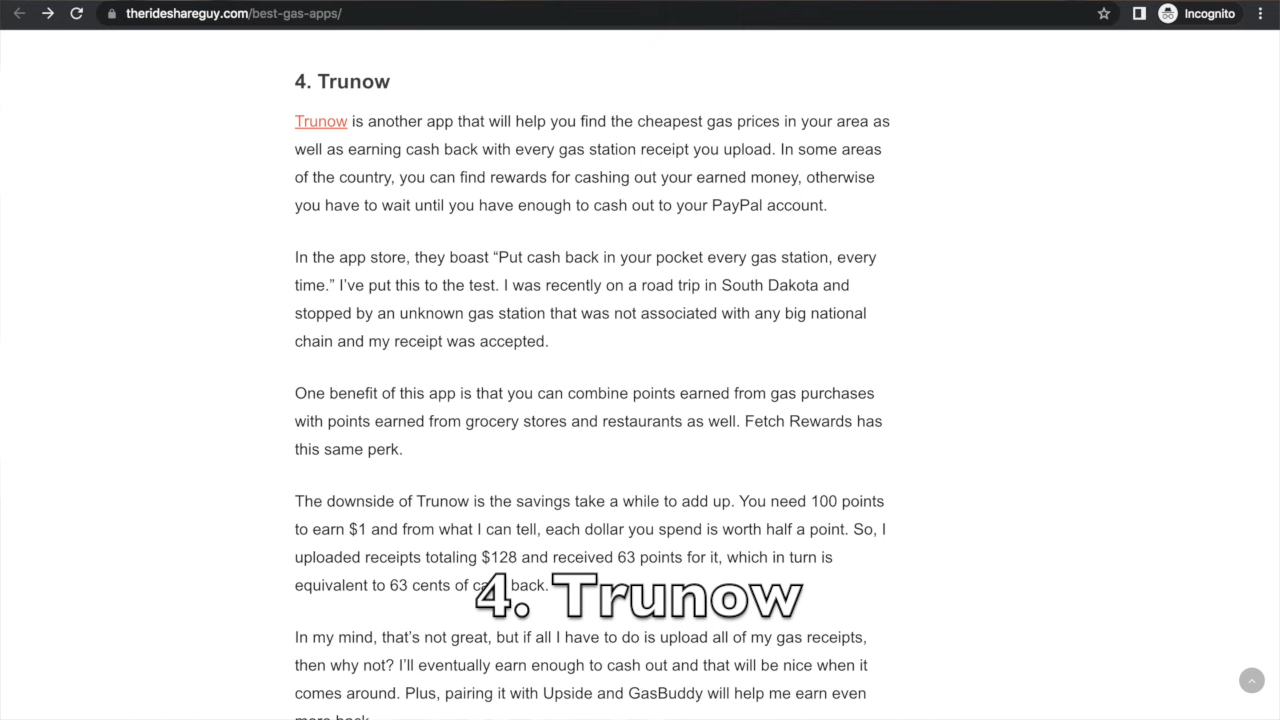 therideshareguy.com/best-gas-apps/
Incognito
4. Trunow
Trunow is another app that will help you find the cheapest gas prices in your area as
well as earning cash back with every gas station receipt you upload. In some areas
of the country, you can find rewards for cashing out your earned money, otherwise
you have to wait until you have enough to cash out to your PayPal account.
In the app store, they boast “Put cash back in your pocket every gas station, every
time.” I’ve put this to the test. I was recently on a road trip in South Dakota and
stopped by an unknown gas station that was not associated with any big national
chain and my receipt was accepted.
One benefit of this app is that you can combine points earned from gas purchases
with points earned from grocery stores and restaurants as well. Fetch Rewards has
this same perk.
The downside of Trunow is the savings take a while to add up. You need 100 points
to earn $1 and from what I can tell, each dollar you spend is worth half a point. So, I
uploaded receipts totaling $128 and received 63 points for it, which in turn is
equivalent to 63 cents of back.
4. Trunow
In my mind, that’s not great, but if all I have to do is upload all of my gas receipts,
then why not? I’ll eventually earn enough to cash out and that will be nice when it
comes around. Plus, pairing it with Upside and GasBuddy will help me earn even